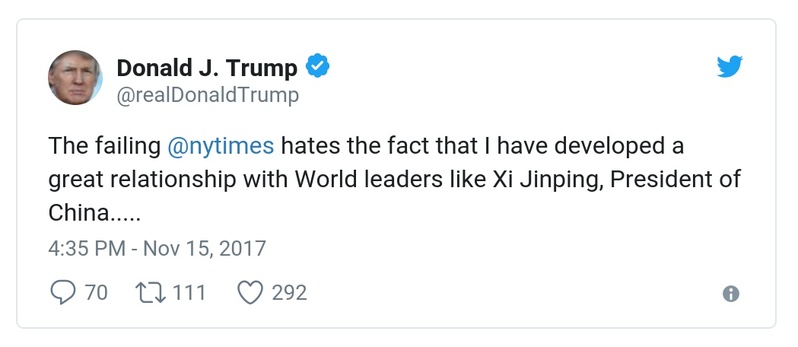 Donald J. Trump
@realDonaldTrump
The failing @nytimes hates the fact that I have developed a
great relationship with World leaders like Xi Jinping, President of
China.....
4:35 PM - Nov 15, 2017
70 111 292